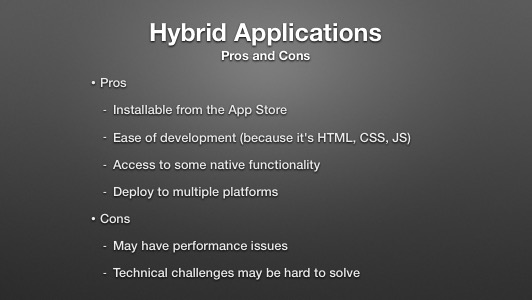 Hybrid Applications
Pros and Cons
• Pros
- Installable from the App Store
- Ease of development (because it's HTML, CSS, JS)
- Access to some native functionality
- Deploy to multiple platforms
• Cons
- May have performance issues
- Technical challenges may be hard to solve